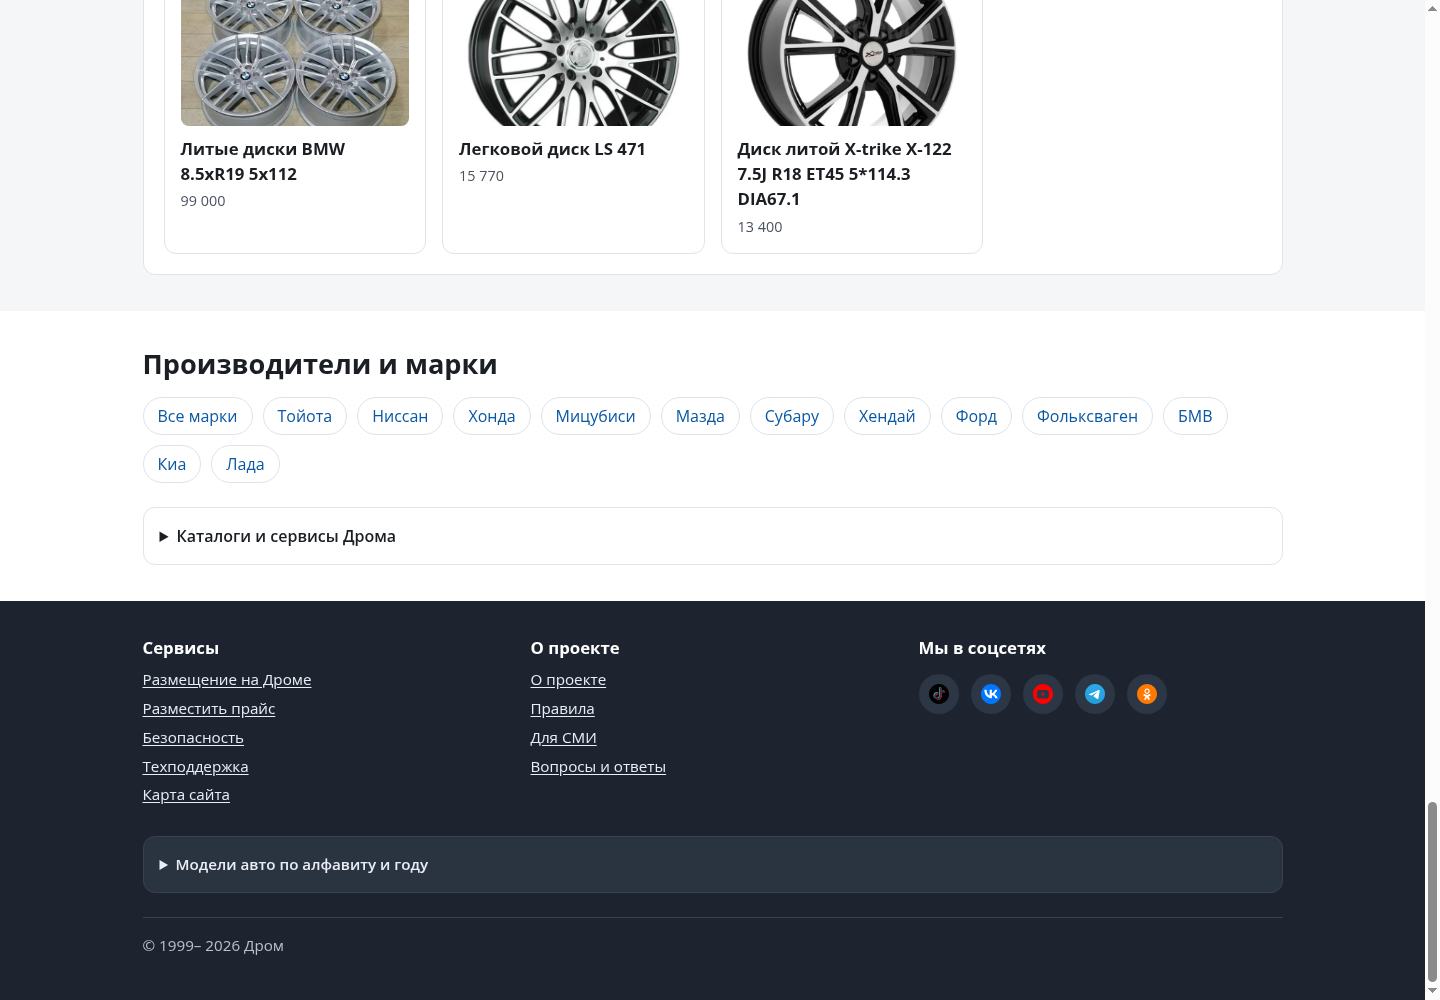 Литые диски BMW
8.5xR19 5x112
99 000
Легковой диск LS 471
15 770
Диск литой X-trike X-122
7.5J R18 ET45 5*114.3
DIA67.1
13 400
Производители и марки
Все марки
Тойота
Ниссан
Хонда
Мицубиси
Мазда
Субару
Хендай
Форд
Фольксваген
БМВ
Киа
Лада
Каталоги и сервисы Дрома
Сервисы
Размещение на Дроме
Разместить прайс
Безопасность
Техподдержка
Карта сайта
О проекте
О проекте
Правила
Для СМИ
Вопросы и ответы
Мы в соцсетях
Модели авто по алфавиту и году
© 1999– 2026 Дром